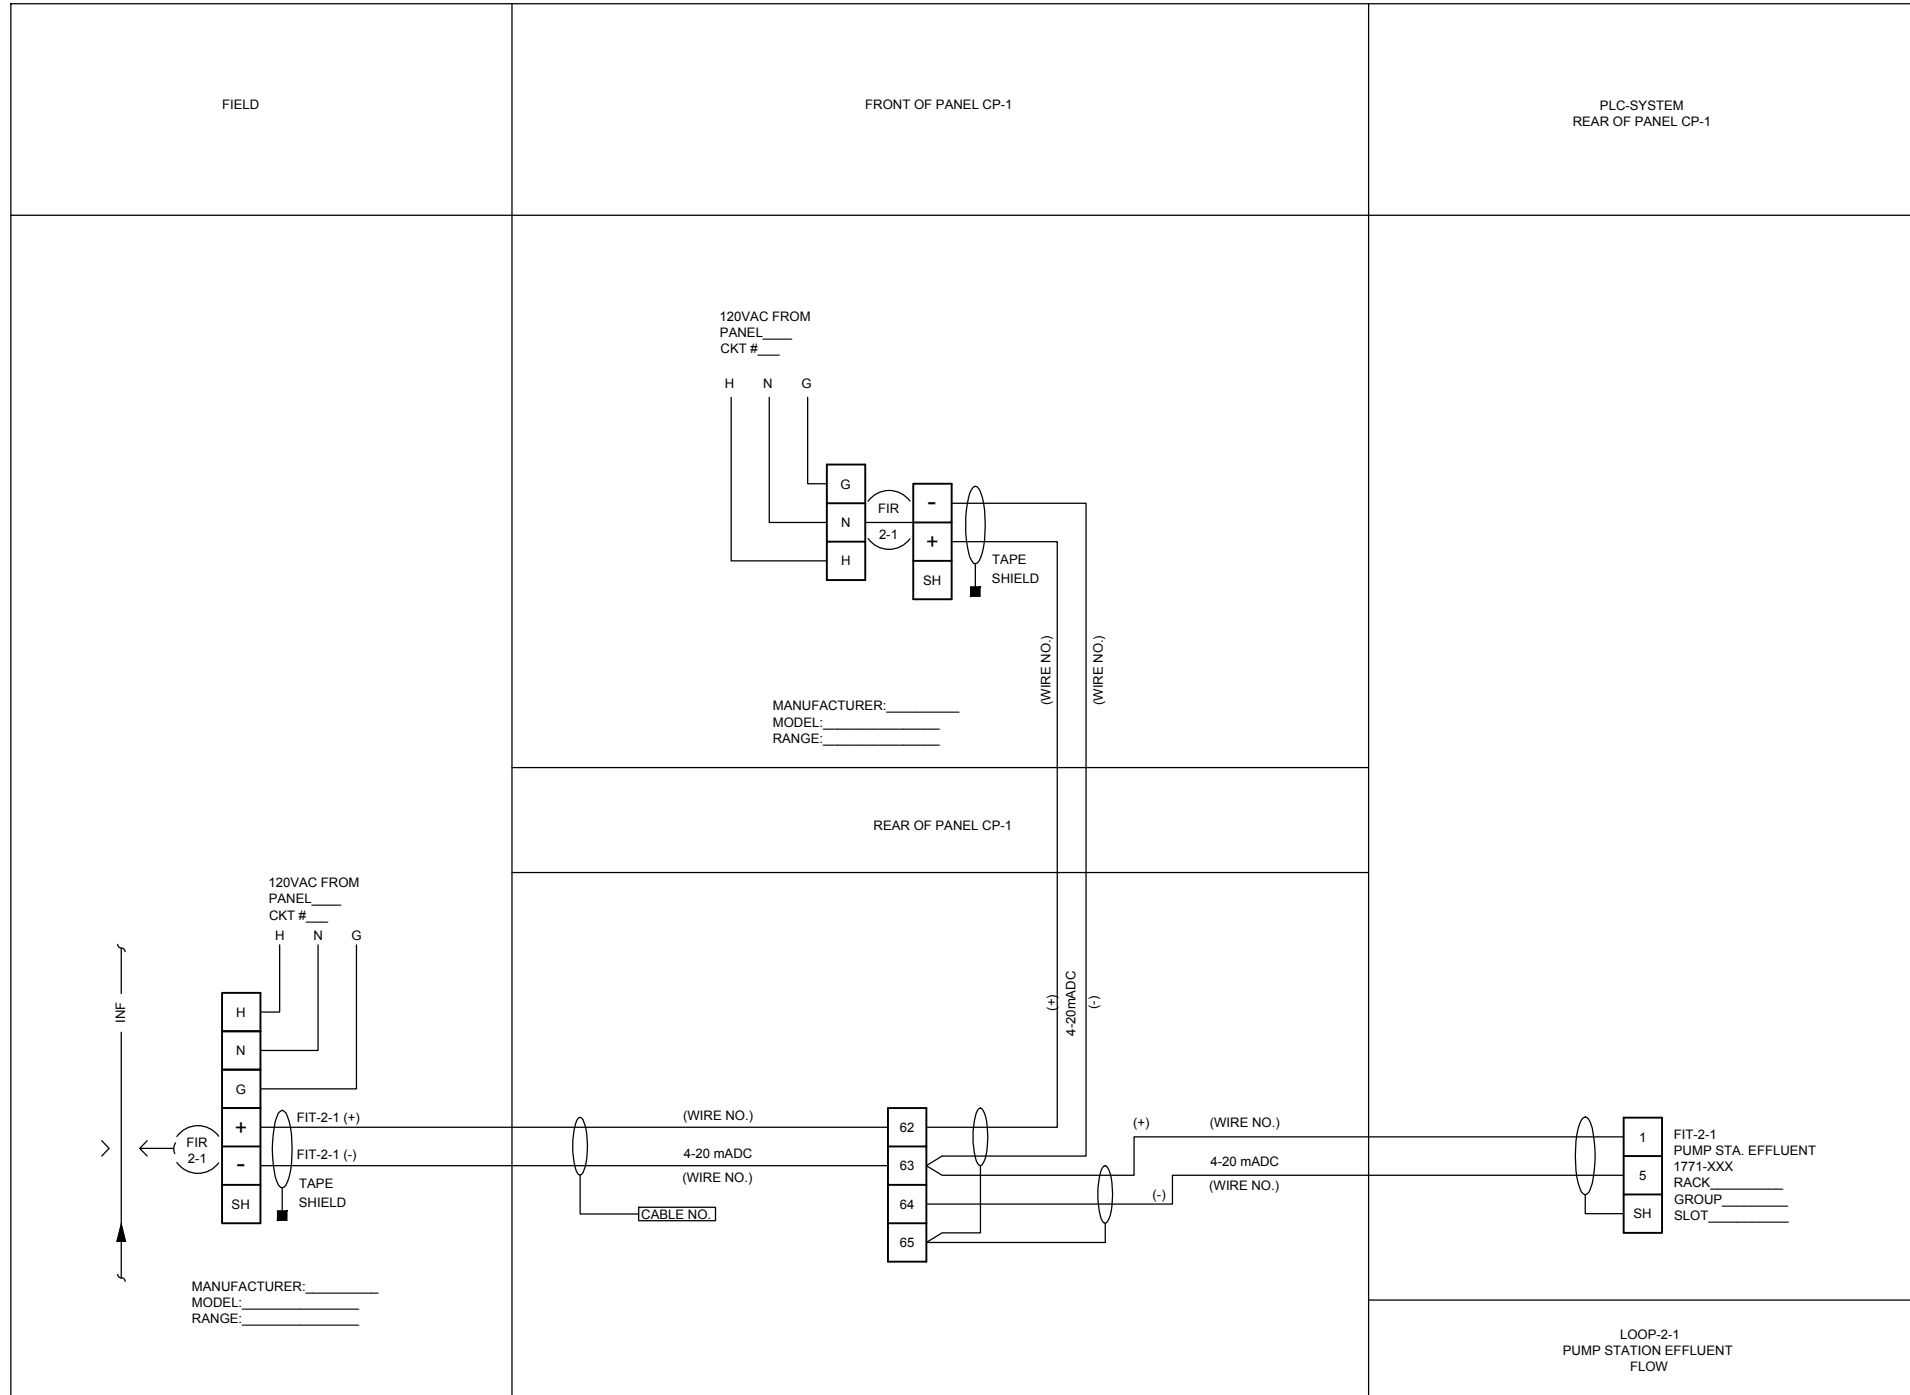 FIELD
FRONT OF PANEL CP-1
PLC-SYSTEM
REAR OF PANEL CP-1
120VAC FROM
PANEL____
CKT #___
H N G
G
N
H
FIR
2-1
-
+
SH
TAPE
SHIELD
(WIRE NO.)
(WIRE NO.)
MANUFACTURER:__________
MODEL:________________
RANGE:________________
REAR OF PANEL CP-1
120VAC FROM
PANEL____
CKT #___
H N G
INF
H
N
G
+
-
SH
FIR
2-1
FIT-2-1 (+)
FIT-2-1 (-)
TAPE
SHIELD
MANUFACTURER:__________
MODEL:________________
RANGE:________________
(WIRE NO.)
4-20 mADC
(WIRE NO.)
CABLE NO.
62
63
64
65
(+)
4-20mADC
(-)
(+)
(WIRE NO.)
4-20 mADC
(-)
(WIRE NO.)
1
5
SH
FIT-2-1
PUMP STA. EFFLUENT
1771-XXX
RACK__________
GROUP_________
SLOT___________
LOOP-2-1
PUMP STATION EFFLUENT
FLOW